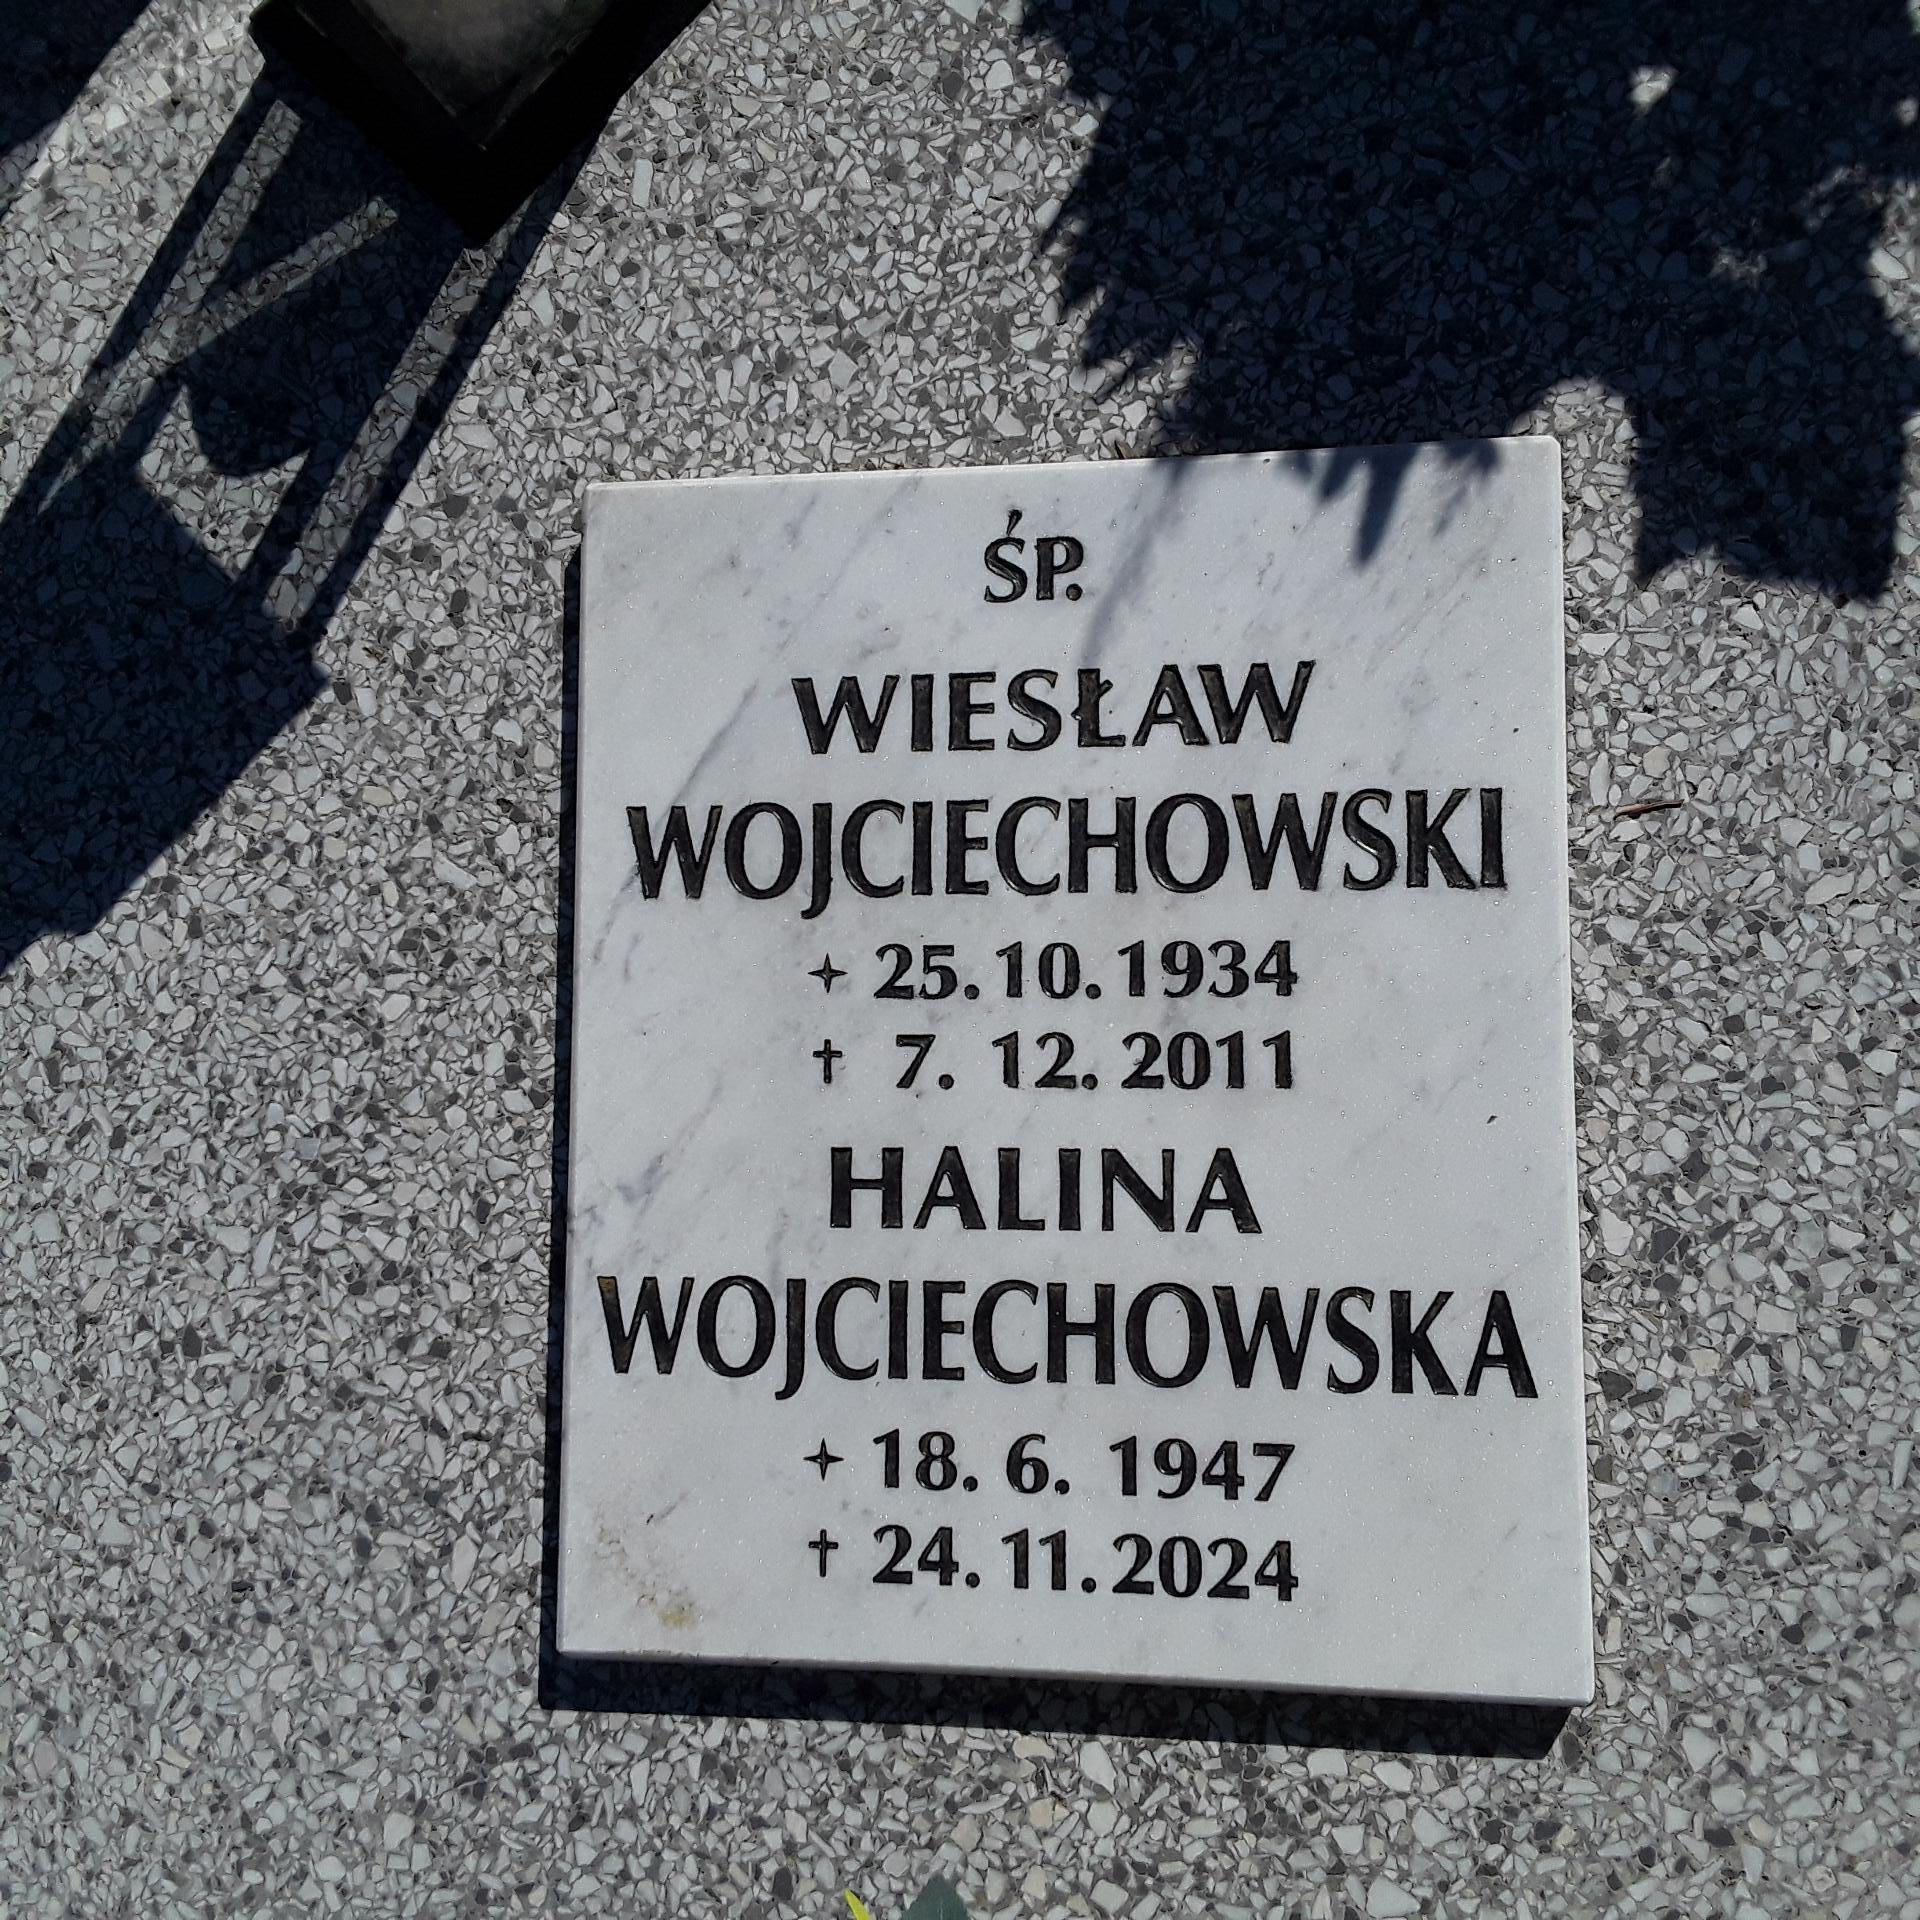 ŚP.
WIESŁAW
WOJCIECHOWSKI
✦ 25.10.1934
† 7. 12. 2011
HALINA
WOJCIECHOWSKA
✦ 18. 6. 1947
† 24. 11. 2024